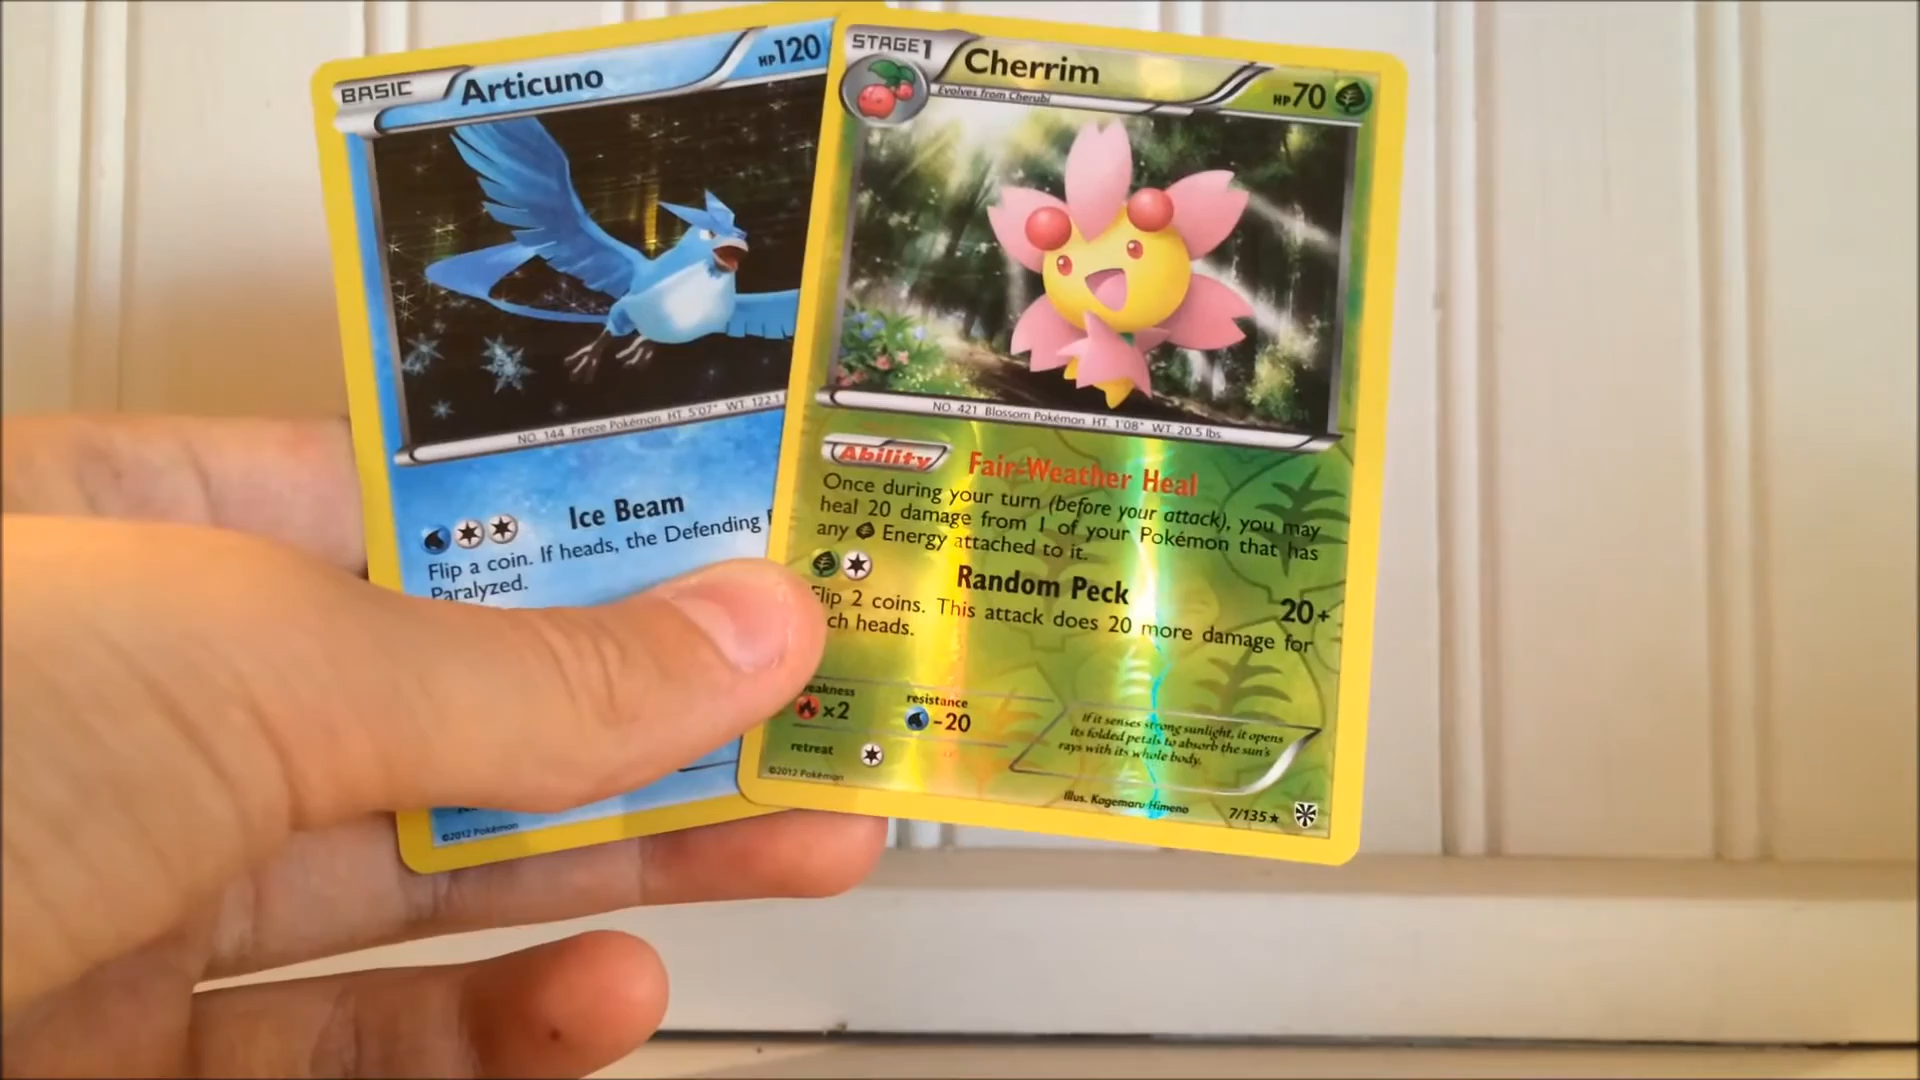 BASIC
Articuno
HP120
NO. 144 Freeze Pokémon HT. 5'07" WT. 122.1
Ice Beam
Flip a coin. If heads, the Defending
Paralyzed.
©2012 Pokémon
STAGE1
Cherrim
Evolves from Cherubi
HP70
NO. 421 Blossom Pokémon HT. 1'08" WT. 20.5 lbs.
Ability
Fair-Weather Heal
Once during your turn (before your attack), you may
heal 20 damage from 1 of your Pokémon that has
any Energy attached to it.
Random Peck
20+
Flip 2 coins. This attack does 20 more damage for
ch heads.
eakness
×2
resistance
-20
retreat
If it senses strong sunlight, it opens
its folded petals to absorb the sun's
rays with its whole body.
©2012 Pokémon
Illus. Kagemaru Himeno
7/135★